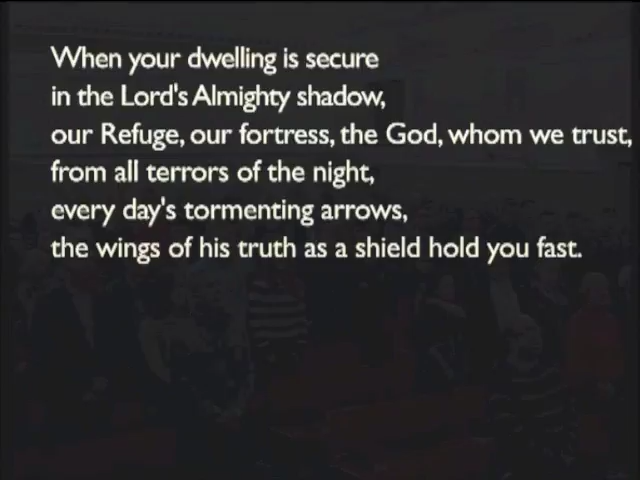 When your dwelling is secure
in the Lord's Almighty shadow,
our Refuge, our fortress, the God, whom we trust,
from all terrors of the night,
every day's tormenting arrows,
the wings of his truth as a shield hold you fast.